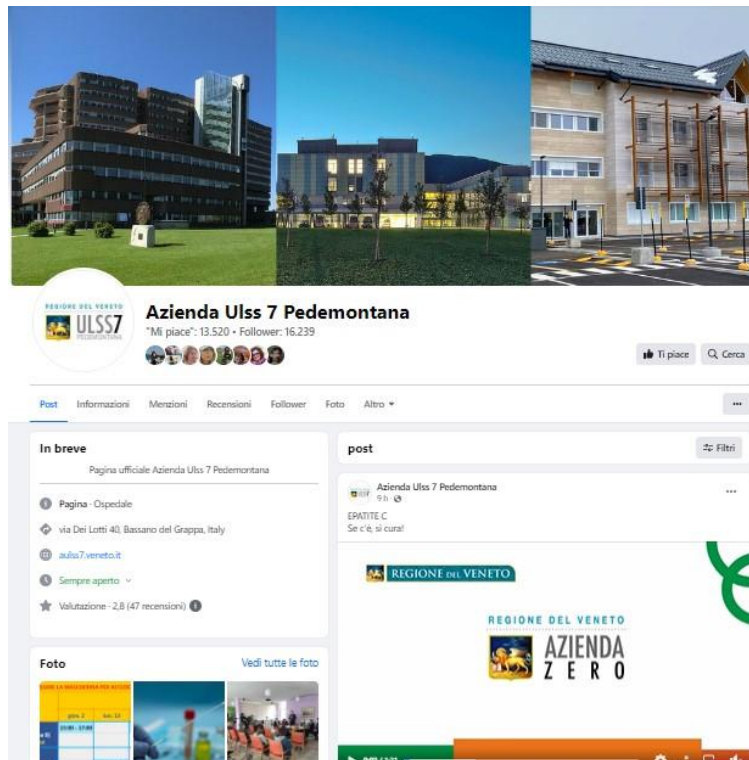 REGIONE DEL VENETO
ULSS7
PEDEMONTANA
Azienda Ulss 7 Pedemontana
"Mi piace": 13.520 • Follower: 16.239
Ti piace
Cerca
Post Informazioni Menzioni Recensioni Follower Foto Altro
In breve
Pagina ufficiale Azienda Ulss 7 Pedemontana
Pagina · Ospedale
via Dei Lotti 40, Bassano del Grappa, Italy
aulss7.veneto.it
Sempre aperto
Valutazione · 2,8 (47 recensioni)
Foto
Vedi tutte le foto
post
Filtri
Azienda Ulss 7 Pedemontana
9 h
EPATITE C
Se c'è, si cura!
REGIONE DEL VENETO
REGIONE DEL VENETO
AZIENDA
ZERO